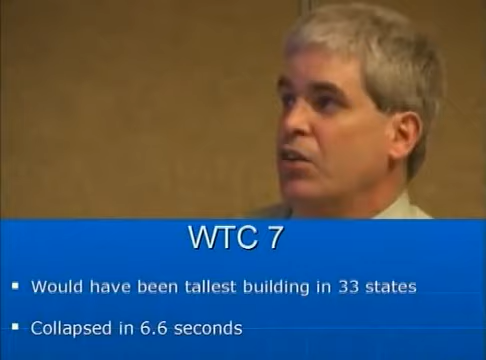 WTC 7
▪ Would have been tallest building in 33 states
▪ Collapsed in 6.6 seconds